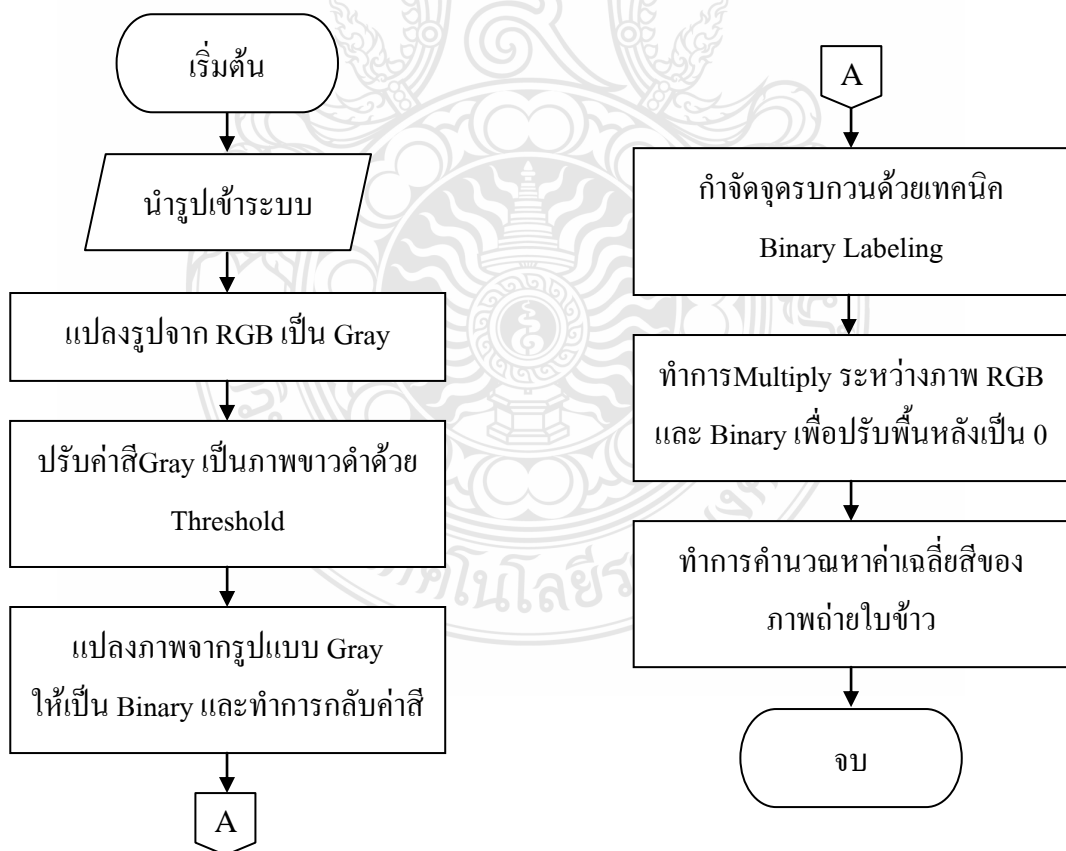 เริ่มต้น
นำรูปเข้าระบบ
แปลงรูปจาก RGB เป็น Gray
ปรับค่าสีGray เป็นภาพขาวดำด้วย
Threshold
แปลงภาพจากรูปแบบ Gray
ให้เป็น Binary และทำการกลับค่าสี
A
A
กำจัดจุดรบกวนด้วยเทคนิค
Binary Labeling
ทำการMultiply ระหว่างภาพ RGB
และ Binary เพื่อปรับพื้นหลังเป็น 0
ทำการคำนวณหาค่าเฉลี่ยสีของ
ภาพถ่ายใบข้าว
จบ